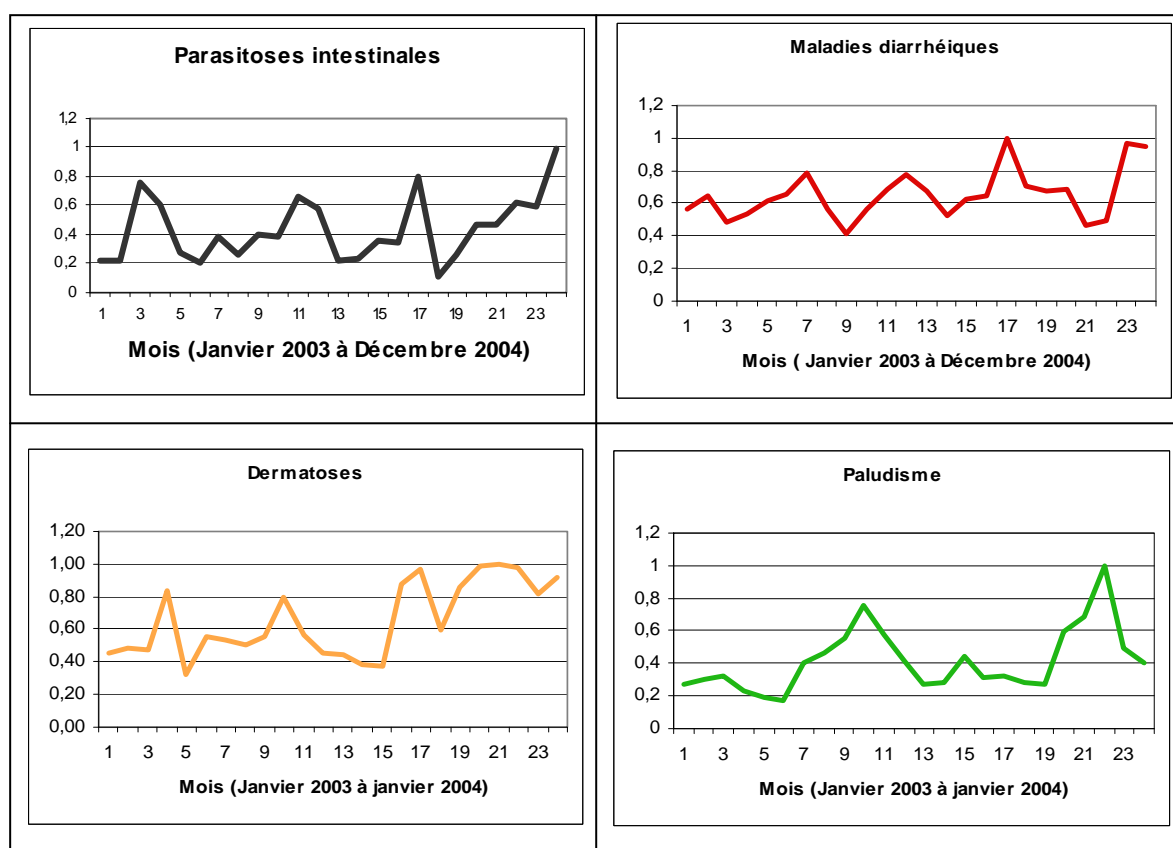 Parasitoses intestinales
1,2
1
0,8
0,6
0,4
0,2
0
1 3 5 7 9 11 13 15 17 19 21 23
Mois (Janvier 2003 à Décembre 2004)
Maladies diarrhéiques
1,2
1
0,8
0,6
0,4
0,2
0
1 3 5 7 9 11 13 15 17 19 21 23
Mois ( Janvier 2003 à Décembre 2004)
Dermatoses
1,20
1,00
0,80
0,60
0,40
0,20
0,00
1 3 5 7 9 11 13 15 17 19 21 23
Mois (Janvier 2003 à janvier 2004)
Paludisme
1,2
1
0,8
0,6
0,4
0,2
0
1 3 5 7 9 11 13 15 17 19 21 23
Mois (Janvier 2003 à janvier 2004)